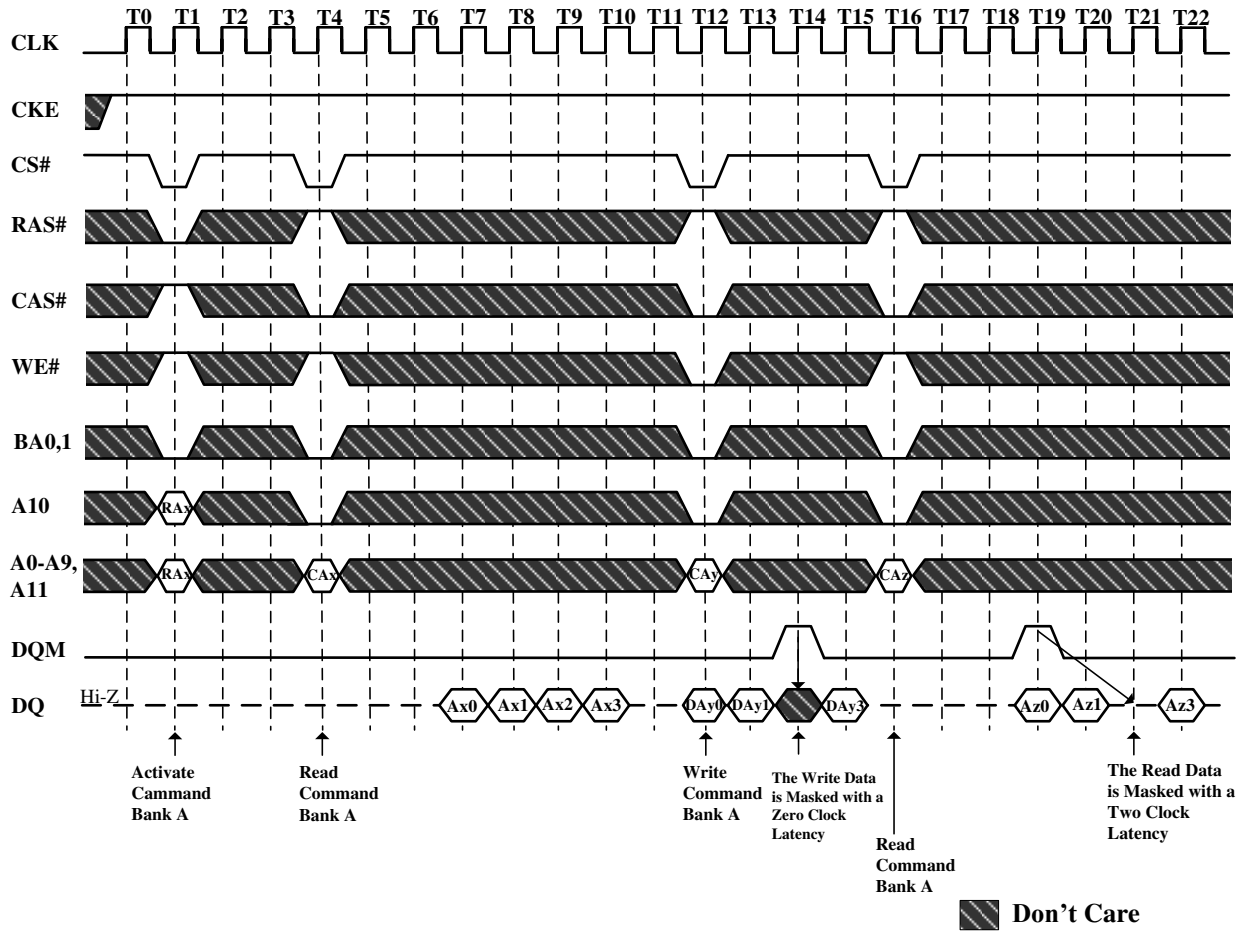 T0 T1 T2 T3 T4 T5 T6 T7 T8 T9 T10 T11 T12 T13 T14 T15 T16 T17 T18 T19 T20 T21 T22
CLK
CKE
CS#
RAS#
CAS#
WE#
BA0,1
A10 RAx
A0-A9,
A11
RAx CAx CAy CAz
DQM
DQ Hi-Z Ax0 Ax1 Ax2 Ax3 DAy0 DAy1 DAy3 Az0 Az1 Az3
Activate
Cammand
Bank A
Read
Command
Bank A
Write
Command
Bank A
The Write Data
is Masked with a
Zero Clock
Latency
Read
Command
Bank A
The Read Data
is Masked with a
Two Clock
Latency
Don't Care